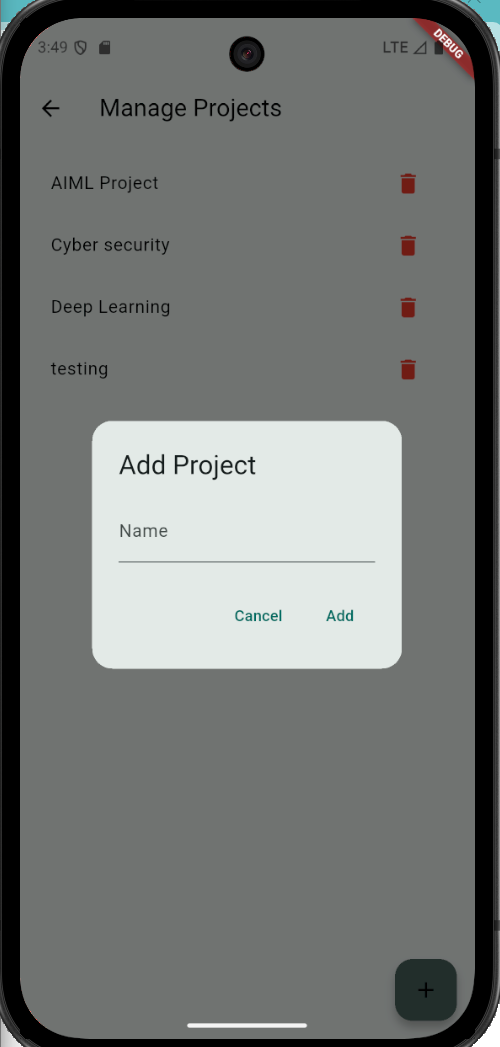 3:49
LTE
DEBUG
Manage Projects
AIML Project
Cyber security
Deep Learning
testing
Add Project
Name
Cancel Add
+